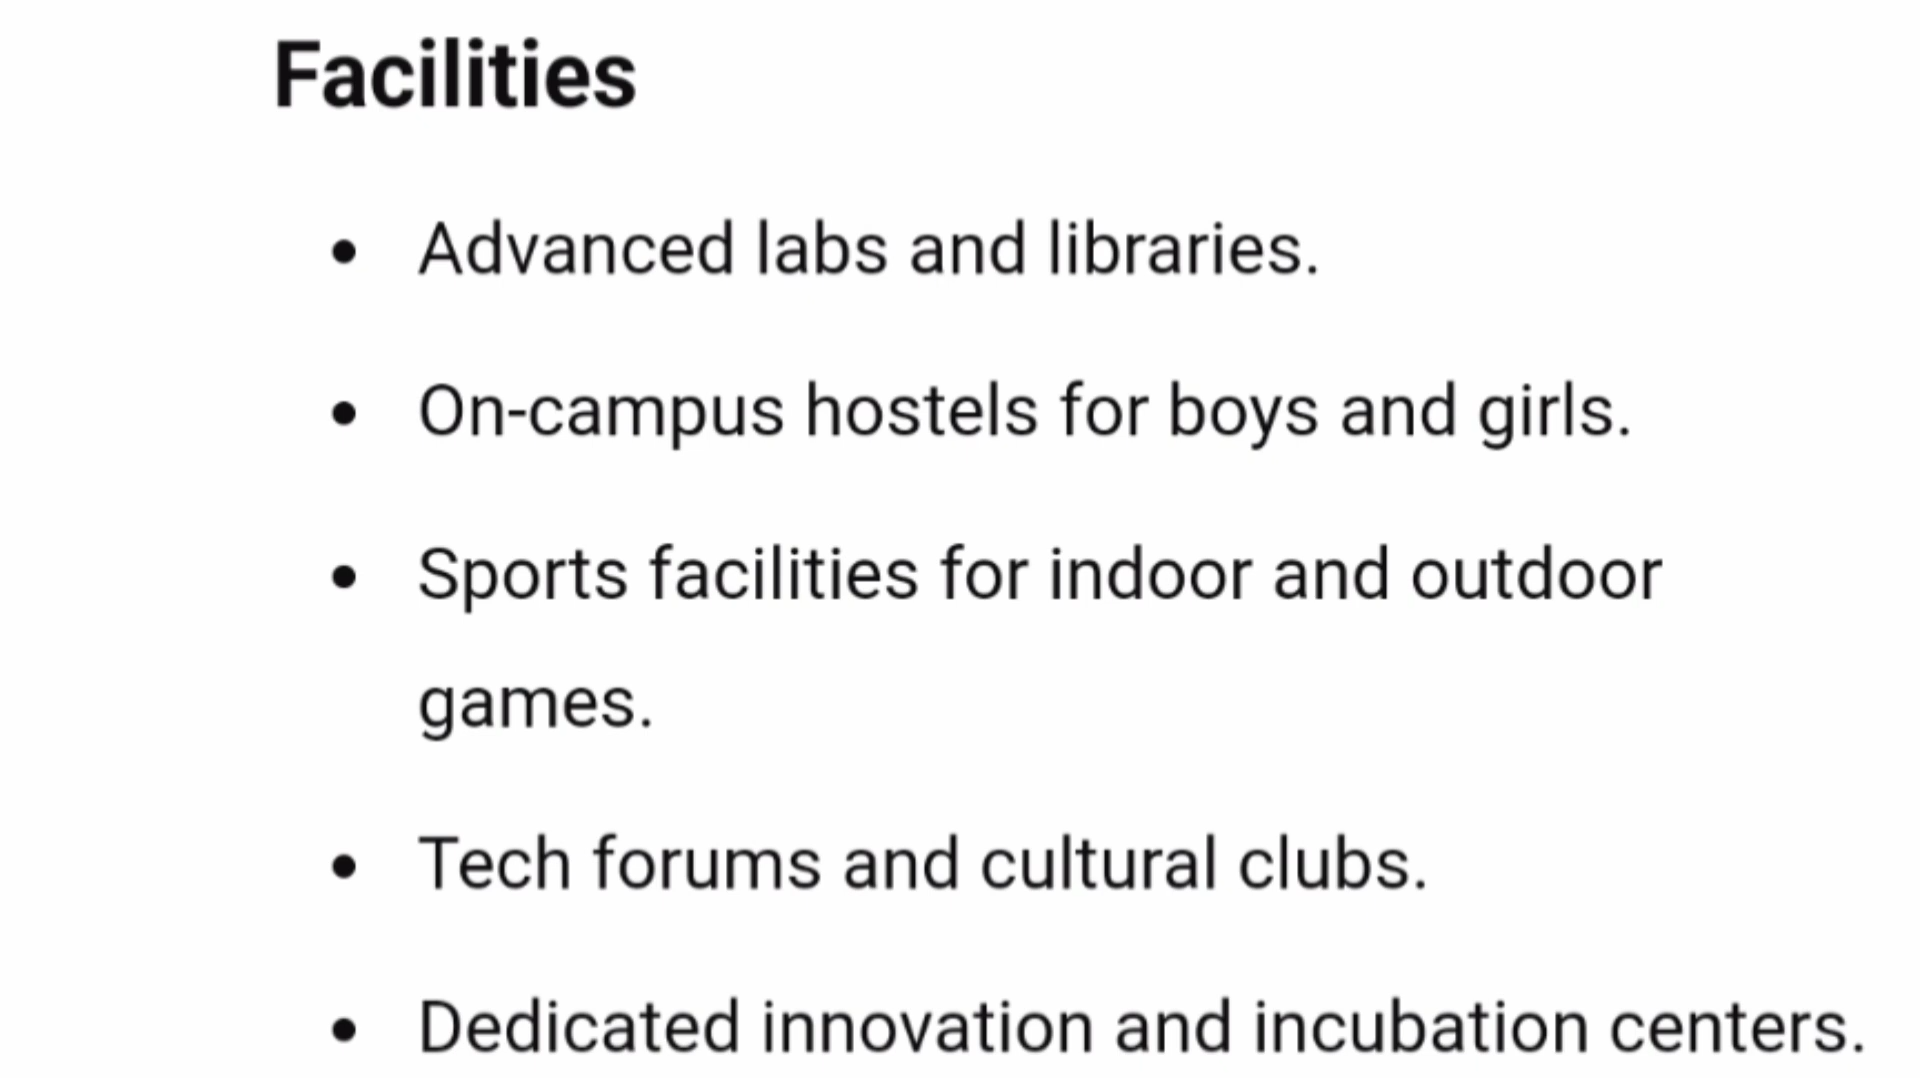 Facilities
• Advanced labs and libraries.
• On-campus hostels for boys and girls.
• Sports facilities for indoor and outdoor
games.
• Tech forums and cultural clubs.
• Dedicated innovation and incubation centers.